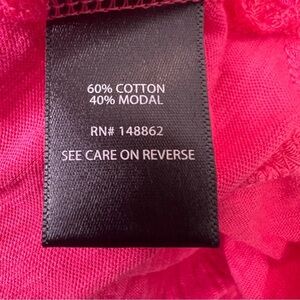 60% COTTON
40% MODAL
RN# 148862
SEE CARE ON REVERSE